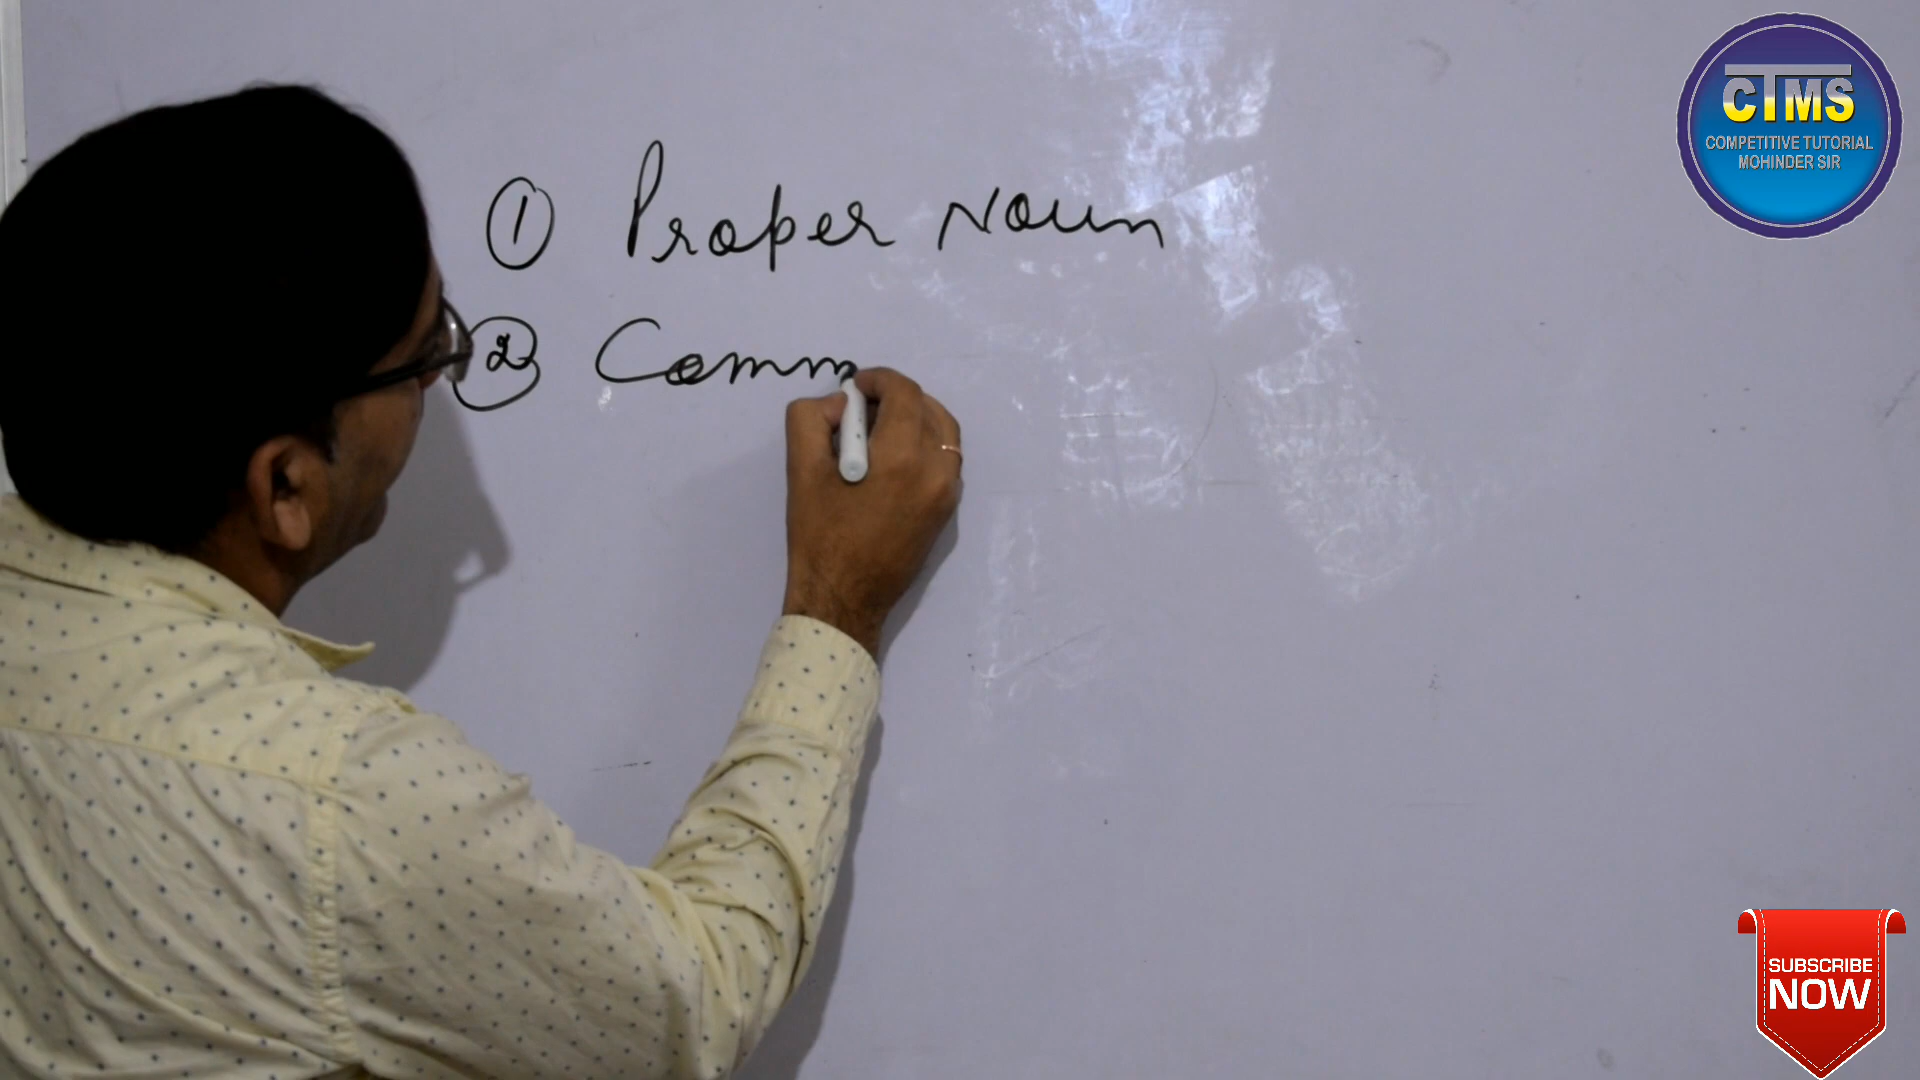 ① Proper Noun
② Comm
CTMS
COMPETITIVE TUTORIAL
MOHINDER SIR
SUBSCRIBE
NOW